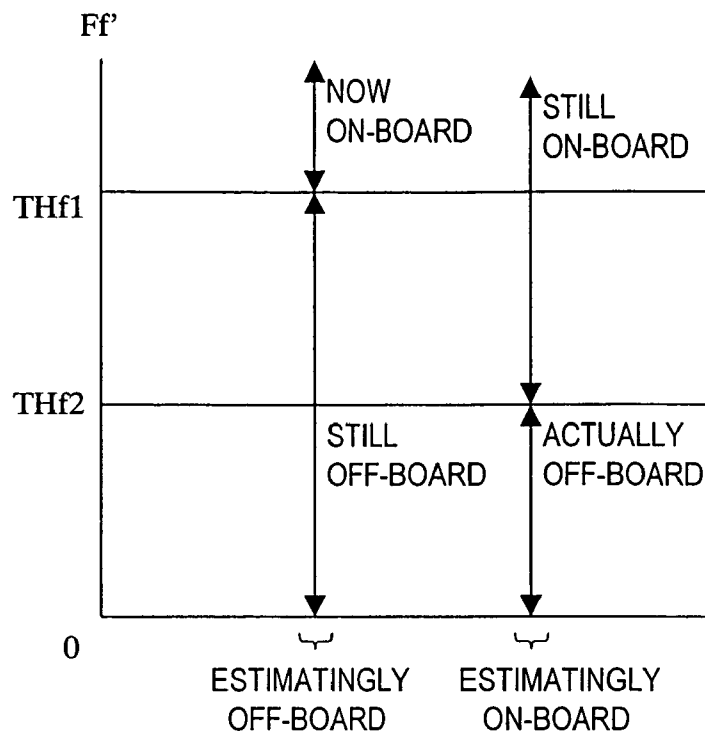 Ff'
NOW
ON-BOARD
STILL
ON-BOARD
THf1
THf2
STILL
OFF-BOARD
ACTUALLY
OFF-BOARD
0
ESTIMATINGLY
OFF-BOARD
ESTIMATINGLY
ON-BOARD